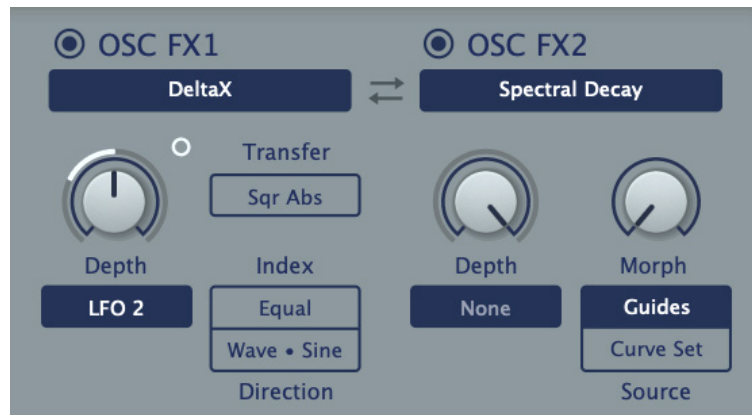 OSC FX1
OSC FX2
DeltaX
Spectral Decay
Transfer
Sqr Abs
Depth
Index
Depth
Morph
LFO 2
Equal
None
Guides
Wave • Sine
Curve Set
Direction
Source